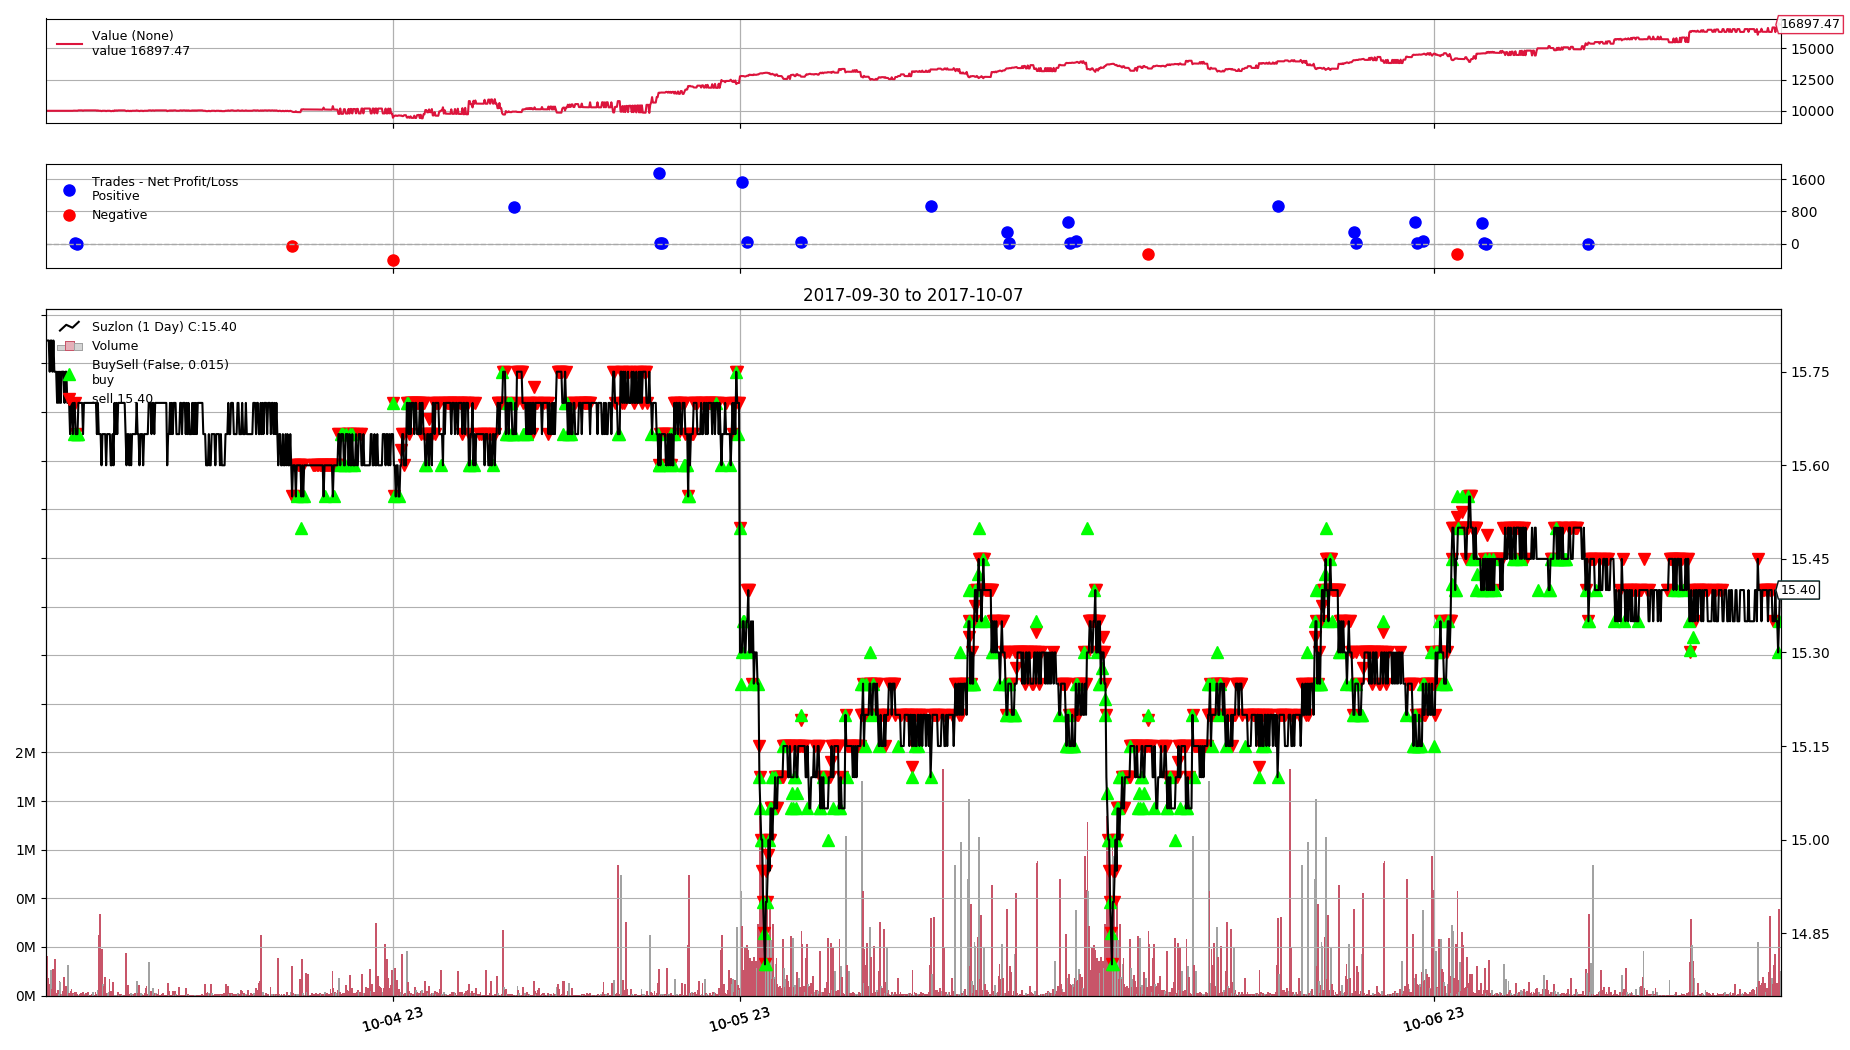 Value (None)
value 16897.47
16897.47
15000
12500
10000
Trades - Net Profit/Loss
Positive
Negative
1600
800
0
2017-09-30 to 2017-10-07
Suzlon (1 Day) C:15.40
Volume
BuySell (False, 0.015)
buy
sell 15.40
15.75
15.60
15.45
15.40
15.30
15.15
15.00
14.85
2M
1M
1M
0M
0M
0M
10-04 23
10-05 23
10-06 23